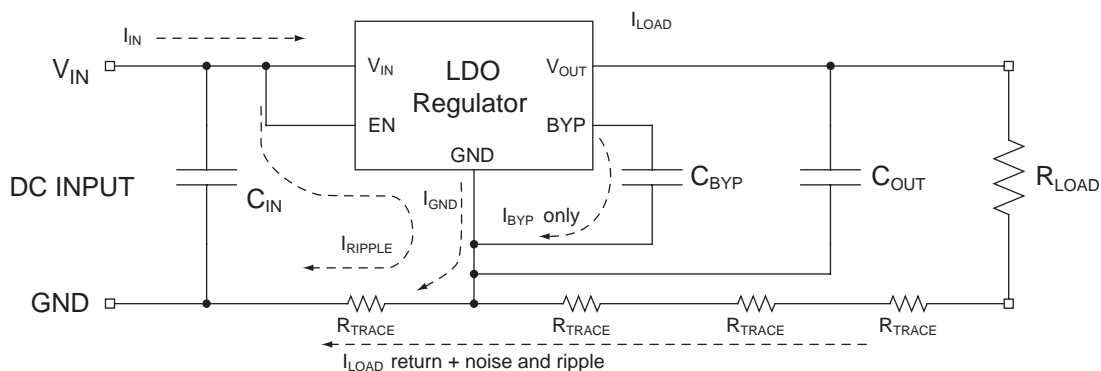 I_IN
I_LOAD
V_IN
V_IN
LDO
Regulator
V_OUT
EN
BYP
GND
DC INPUT
C_IN
I_GND
C_BYP
C_OUT
R_LOAD
I_BYP only
I_RIPPLE
GND
R_TRACE
R_TRACE
R_TRACE
R_TRACE
I_LOAD return + noise and ripple